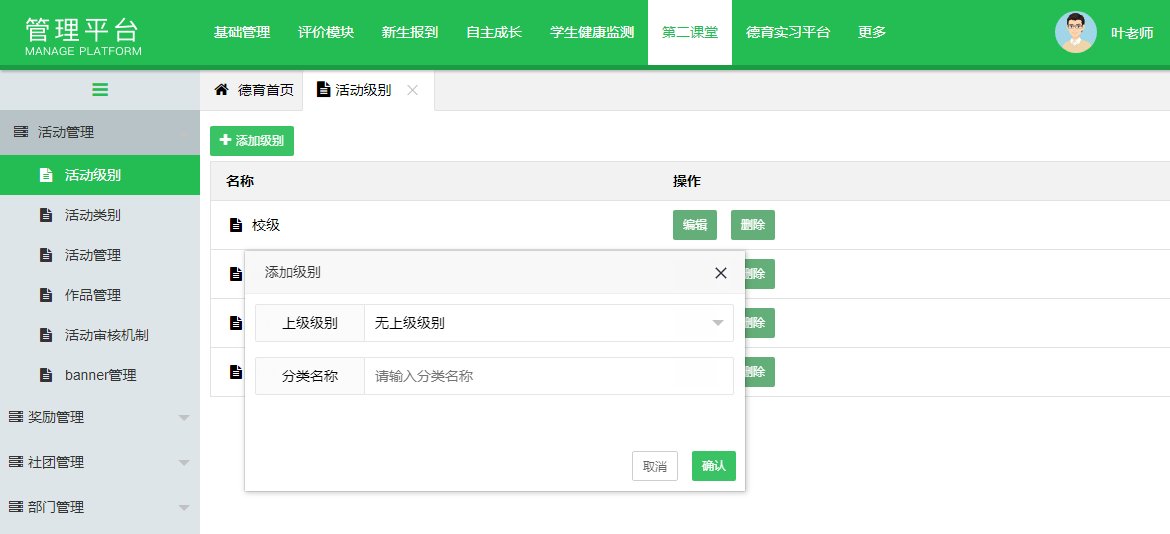 管理平台
MANAGE PLATFORM
基础管理 评价模块 新生报到 自主成长 学生健康监测 第二课堂 德育实习平台 更多
叶老师
德育首页 活动级别
活动管理
活动级别
活动类别
活动管理
作品管理
活动审核机制
banner管理
奖励管理
社团管理
部门管理
添加级别
名称 操作
校级 编辑 删除
删除
删除
删除
添加级别
上级级别 无上级级别
分类名称 请输入分类名称
取消 确认